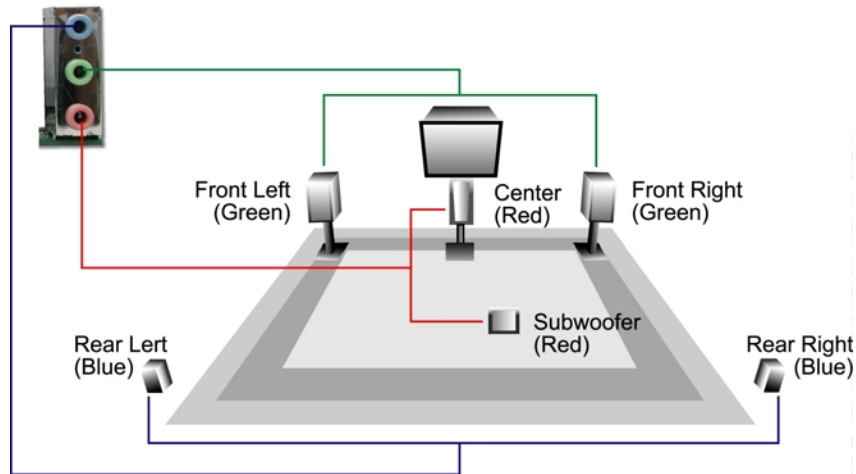 Front Left
(Green)
Center
(Red)
Front Right
(Green)
Subwoofer
(Red)
Rear Lert
(Blue)
Rear Right
(Blue)